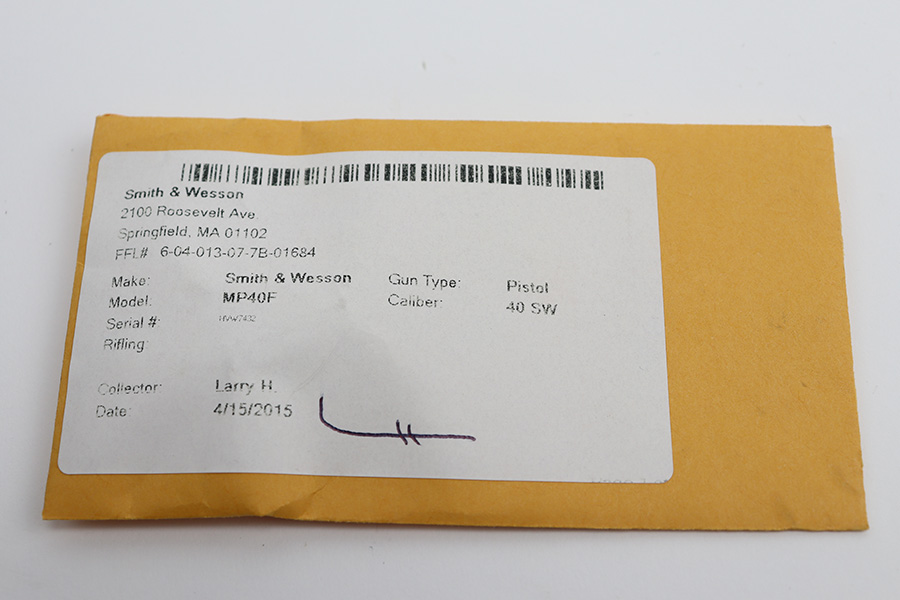 Smith & Wesson
2100 Roosevelt Ave.
Springfield, MA 01102
FFL# 6-04-013-07-7B-01684
Make: Smith & Wesson Gun Type: Pistol
Model: MP40F Caliber: 40 SW
Serial #:
Rifling:
Collector: Larry H.
Date: 4/15/2015